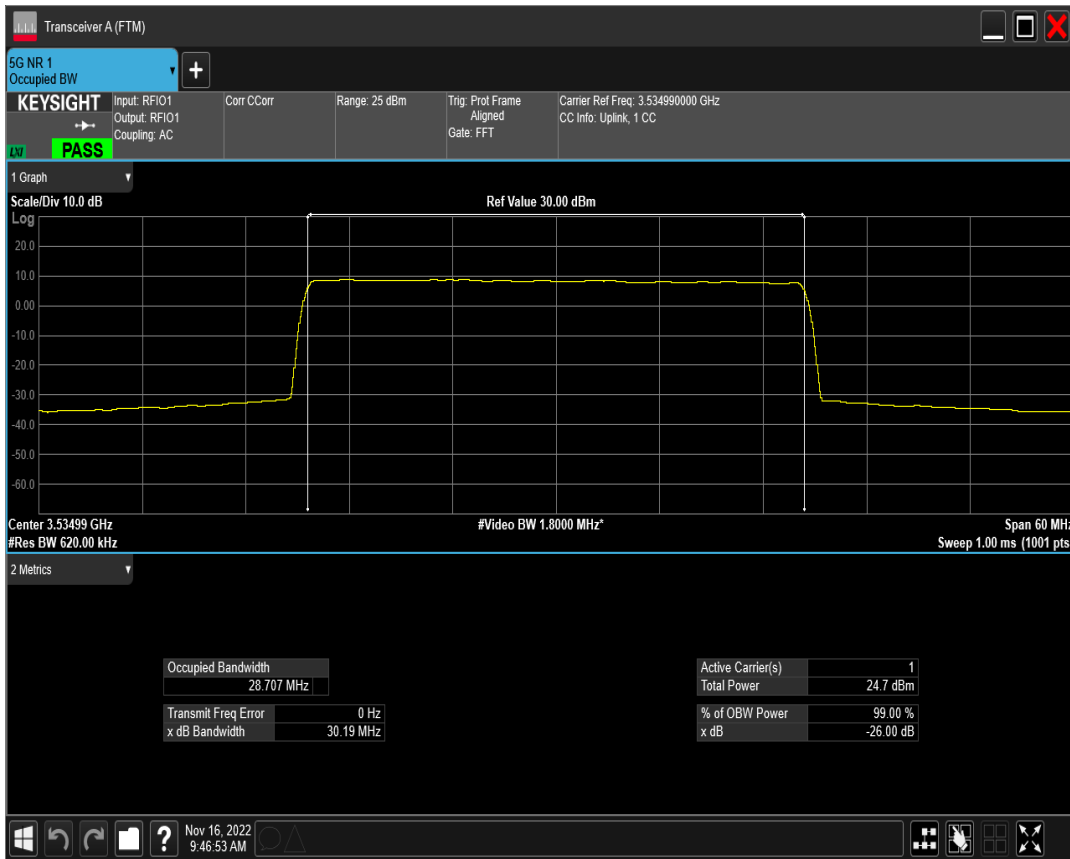 Transceiver A (FTM)
5G NR 1
Occupied BW
+
KEYSIGHT
LXI
PASS
Input: RFIO1
Output: RFIO1
Coupling: AC
Corr CCorr
Range: 25 dBm
Trig: Prot Frame
Aligned
Gate: FFT
Carrier Ref Freq: 3.534990000 GHz
CC Info: Uplink, 1 CC
1 Graph
Scale/Div 10.0 dB
Ref Value 30.00 dBm
Log
20.0
10.0
0.00
-10.0
-20.0
-30.0
-40.0
-50.0
-60.0
Center 3.53499 GHz
#Video BW 1.8000 MHz*
Span 60 MHz
#Res BW 620.00 kHz
Sweep 1.00 ms (1001 pts
2 Metrics
Occupied Bandwidth
28.707 MHz
Transmit Freq Error 0 Hz
x dB Bandwidth 30.19 MHz
Active Carrier(s) 1
Total Power 24.7 dBm
% of OBW Power 99.00 %
x dB -26.00 dB
?
Nov 16, 2022
9:46:53 AM